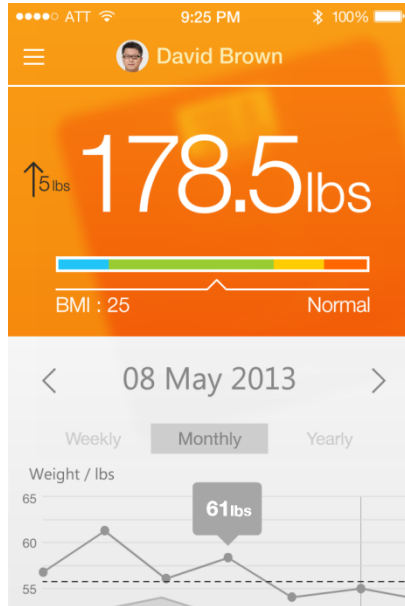 ATT 9:25 PM 100%
David Brown
5 lbs 178.5lbs
BMI : 25 Normal
08 May 2013
Weekly Monthly Yearly
Weight / lbs
65
61lbs
60
55